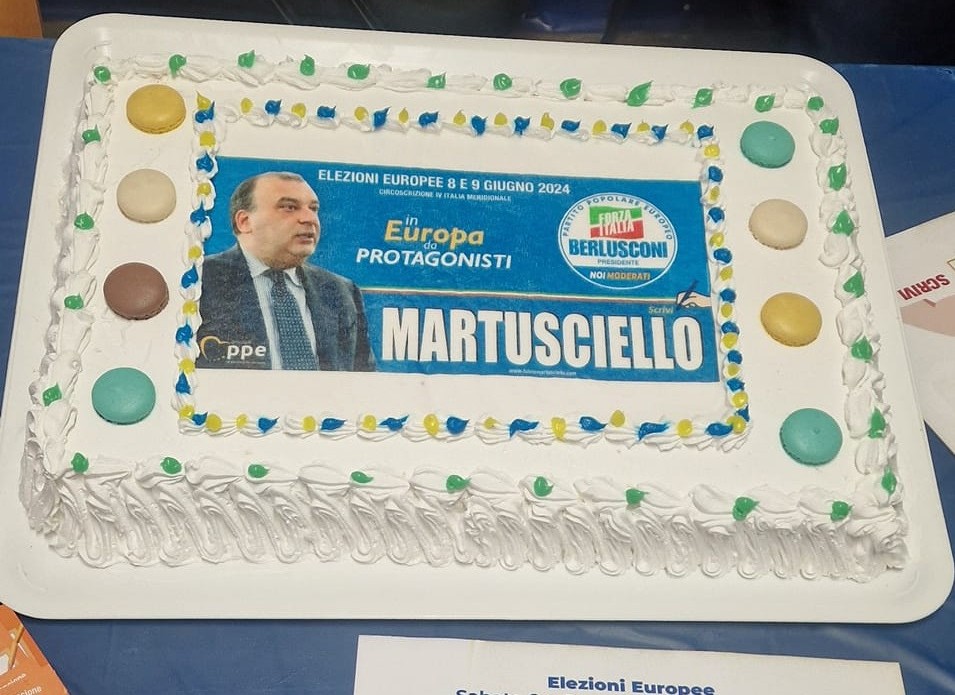 ELEZIONI EUROPEE 8 E 9 GIUGNO 2024
CIRCOSCRIZIONE IV ITALIA MERIDIONALE
in
Europa
da
PROTAGONISTI
PARTITO POPOLARE EUROPEO
FORZA
ITALIA
BERLUSCONI
PRESIDENTE
NOI MODERATI
Scrivi
MARTUSCIELLO
ppe
SCRIVI
Elezioni Europee